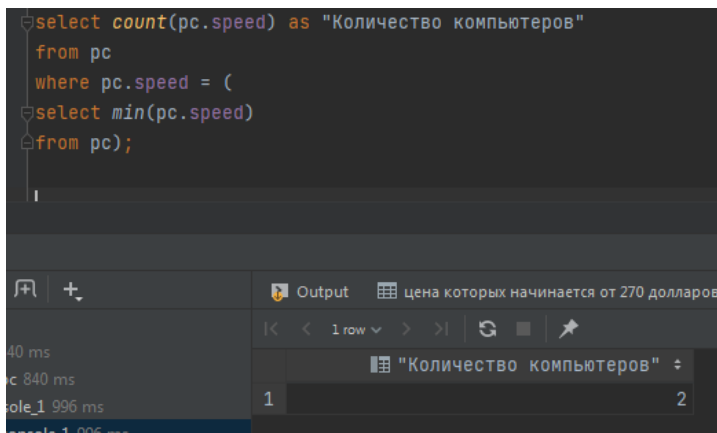 select count(pc.speed) as "Количество компьютеров"
from pc
where pc.speed = (
select min(pc.speed)
from pc);
Output цена которых начинается от 270 долларов
1 row
40 ms
pc 840 ms
"Количество компьютеров"
sole_1 996 ms
1 2